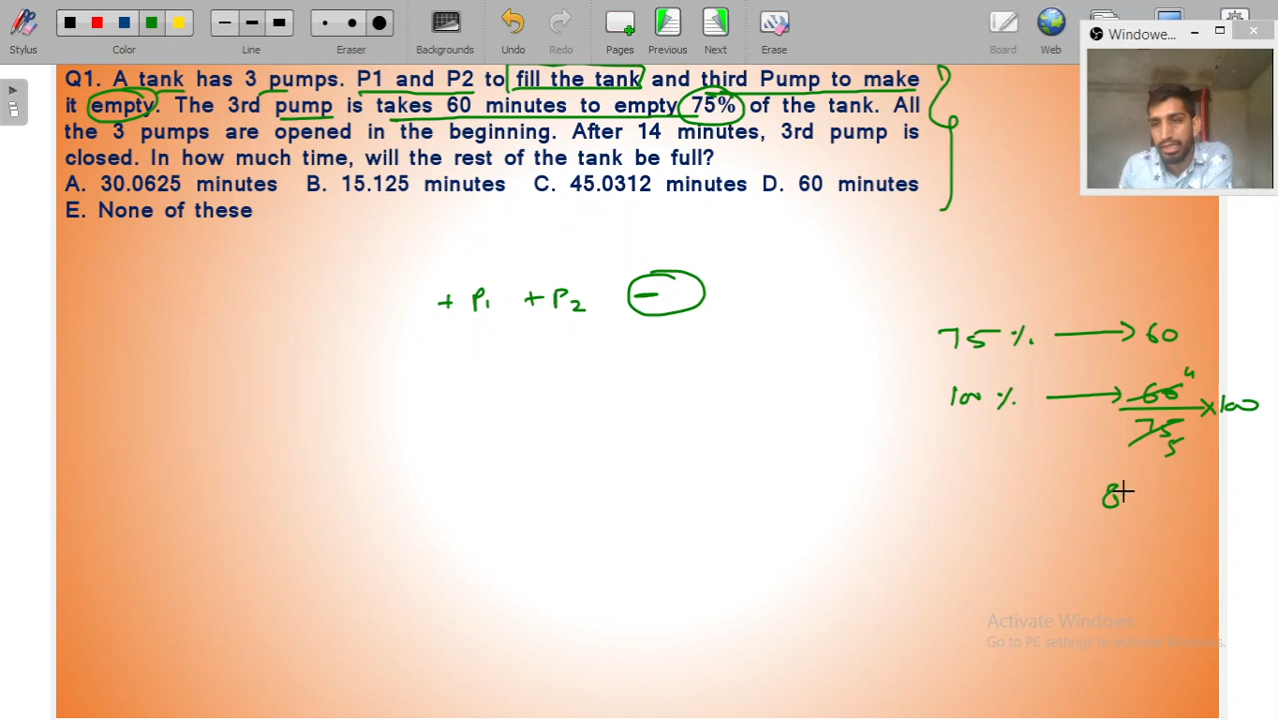 Stylus Color Line Eraser Backgrounds Undo Redo Pages Previous Next Erase Board Web
Windowe...
Q1. A tank has 3 pumps. P1 and P2 to fill the tank and third Pump to make
it empty. The 3rd pump is takes 60 minutes to empty 75% of the tank. All
the 3 pumps are opened in the beginning. After 14 minutes, 3rd pump is
closed. In how much time, will the rest of the tank be full?
A. 30.0625 minutes B. 15.125 minutes C. 45.0312 minutes D. 60 minutes
E. None of these
+ P1 + P2 −
75 % → 60
4
100 % → 60 × 100
75
5
8
Activate Windows
Go to PC settings to activate Windows.